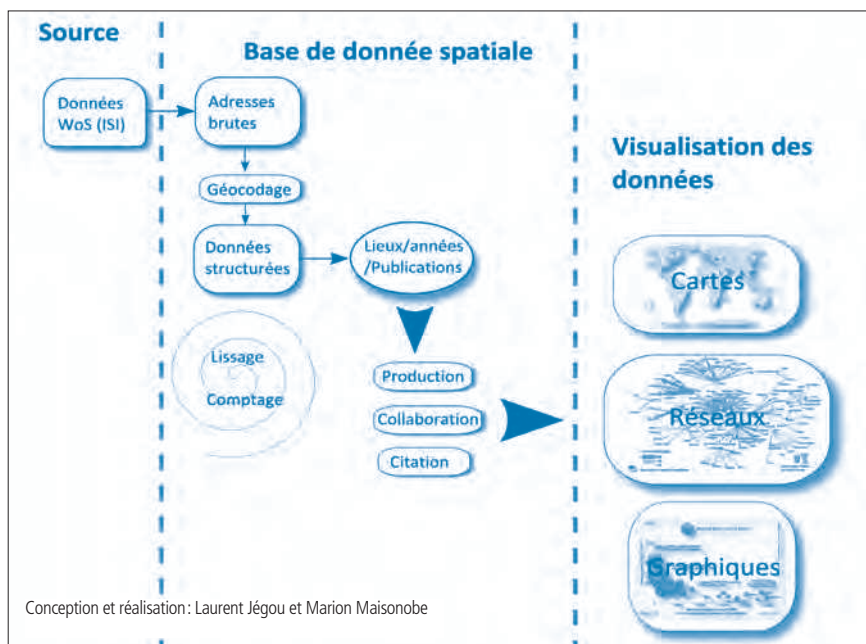 Source
Base de donnée spatiale
Données
WoS (ISI)
Adresses
brutes
Géocodage
Données
structurées
Lieux/années
/Publications
Lissage
Comptage
Production
Collaboration
Citation
Visualisation des
données
Cartes
Réseaux
Graphiques
Conception et réalisation : Laurent Jégou et Marion Maisonobe